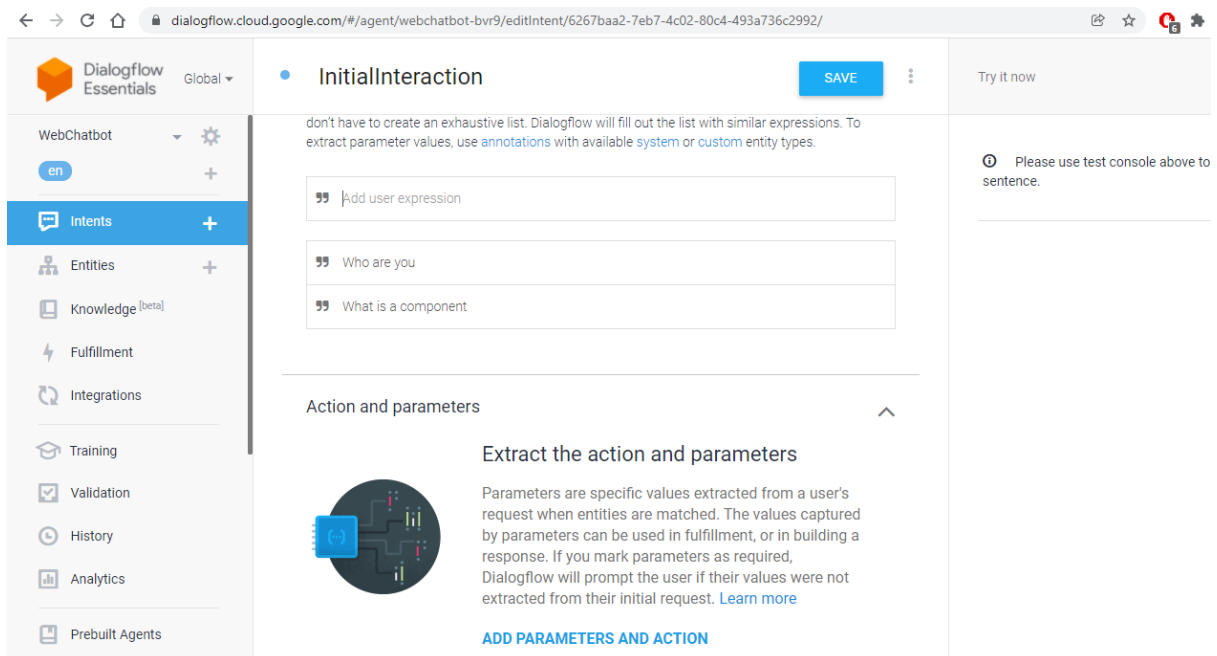 dialogflow.cloud.google.com/#/agent/webchatbot-bvr9/editIntent/6267baa2-7eb7-4c02-80c4-493a736c2992/
6
Dialogflow
Essentials
Global
WebChatbot
en
Intents
Entities
Knowledge [beta]
Fulfillment
Integrations
Training
Validation
History
Analytics
Prebuilt Agents
InitialInteraction
SAVE
don't have to create an exhaustive list. Dialogflow will fill out the list with similar expressions. To
extract parameter values, use annotations with available system or custom entity types.
Add user expression
Who are you
What is a component
Action and parameters
Extract the action and parameters
Parameters are specific values extracted from a user's
request when entities are matched. The values captured
by parameters can be used in fulfillment, or in building a
response. If you mark parameters as required,
Dialogflow will prompt the user if their values were not
extracted from their initial request. Learn more
ADD PARAMETERS AND ACTION
Try it now
Please use test console above to
sentence.